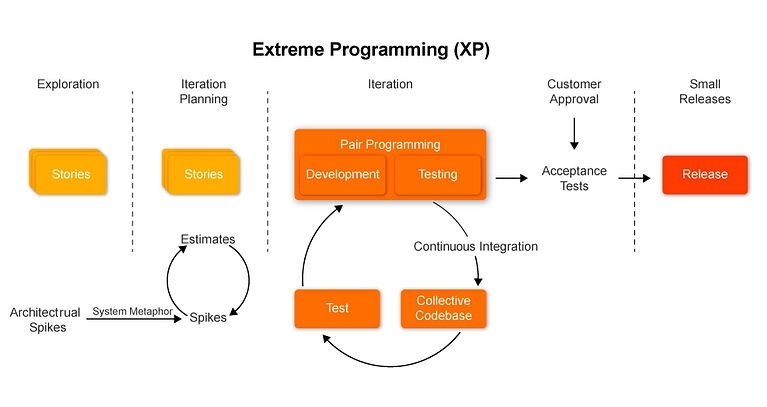 Extreme Programming (XP)
Exploration
Iteration
Planning
Iteration
Customer
Approval
Small
Releases
Stories
Stories
Pair Programming
Development
Testing
Acceptance
Tests
Release
Estimates
Continuous Integration
Architectrual
Spikes
System Metaphor
Spikes
Test
Collective
Codebase